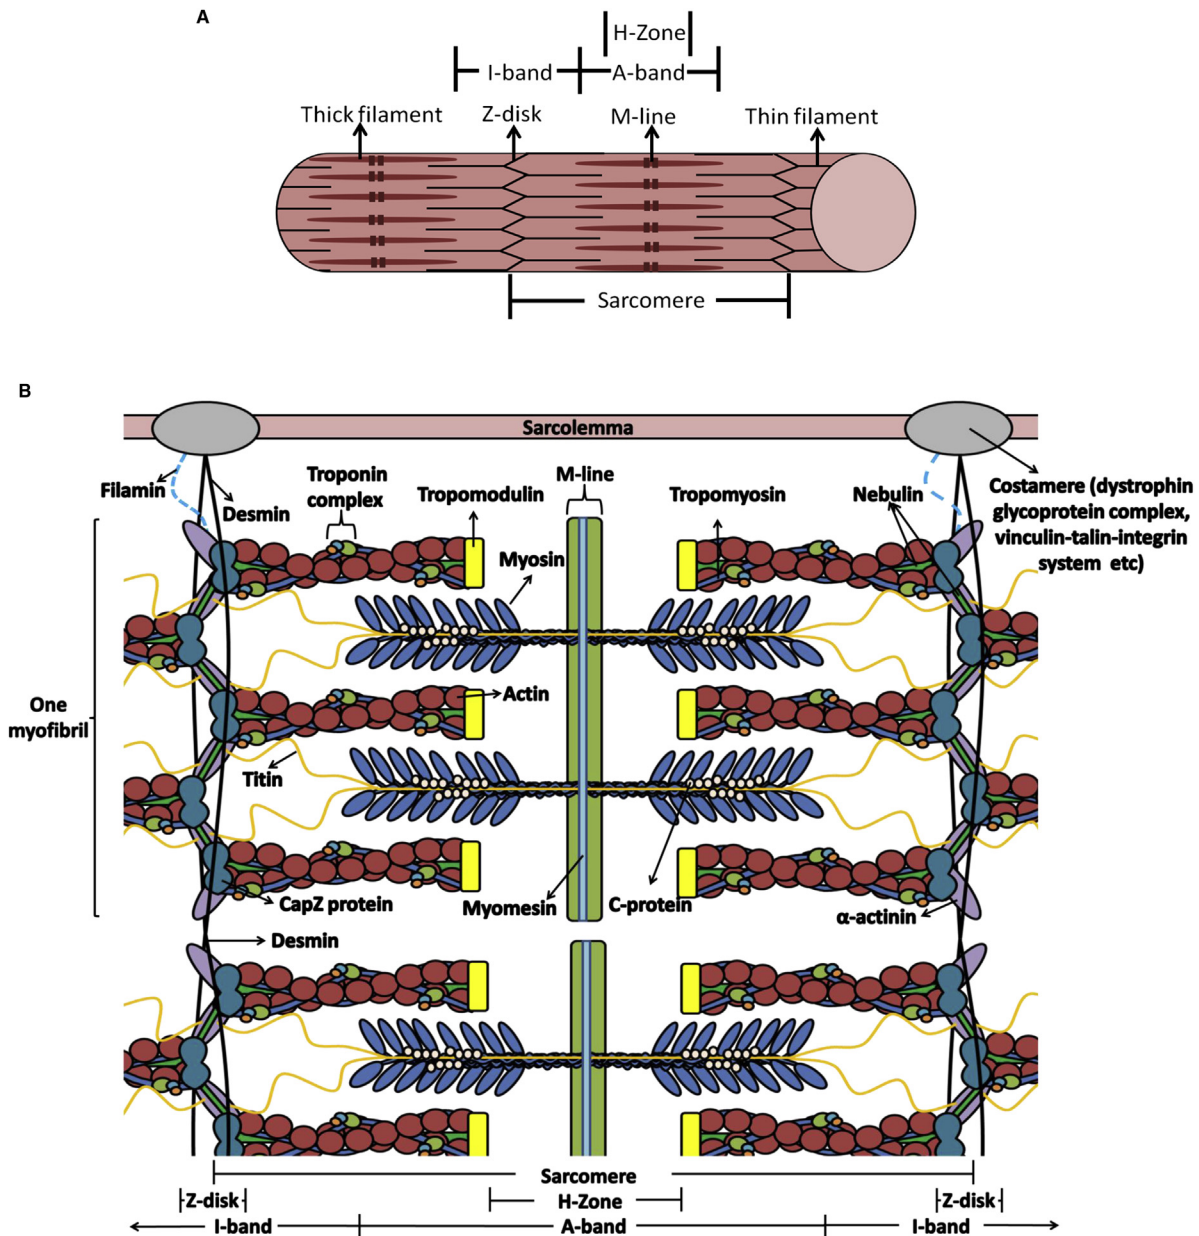 A
H-Zone
I-band
A-band
Thick filament
Z-disk
M-line
Thin filament
Sarcomere
B
Sarcolemma
Filamin
Desmin
Troponin
complex
Tropomodulin
M-line
Tropomyosin
Nebulin
Costamere (dystrophin
glycoprotein complex,
vinculin-talin-integrin
system etc)
Myosin
One
myofibril
Actin
Titin
CapZ protein
Myomesin
C-protein
α-actinin
Desmin
Sarcomere
Z-disk
H-Zone
Z-disk
I-band
A-band
I-band